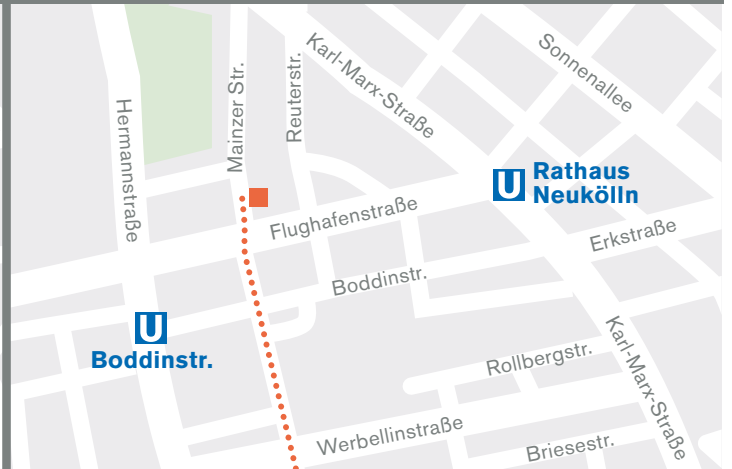 Hermannstraße
Mainzer Str.
Reuterstr.
Karl-Marx-Straße
Sonnenallee
U Rathaus
Neukölln
Flughafenstraße
Erkstraße
Boddinstr.
U
Boddinstr.
Rollbergstr.
Karl-Marx-Straße
Werbellinstraße
Briesestr.